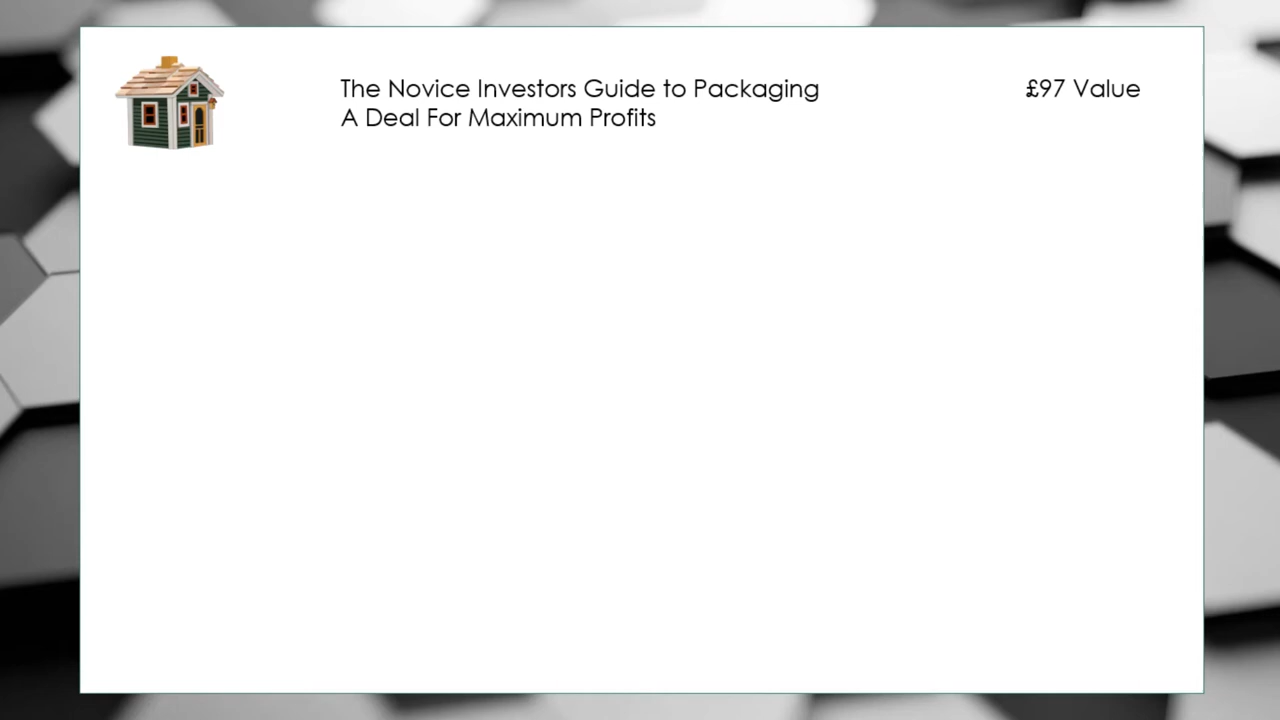 The Novice Investors Guide to Packaging £97 Value
A Deal For Maximum Profits